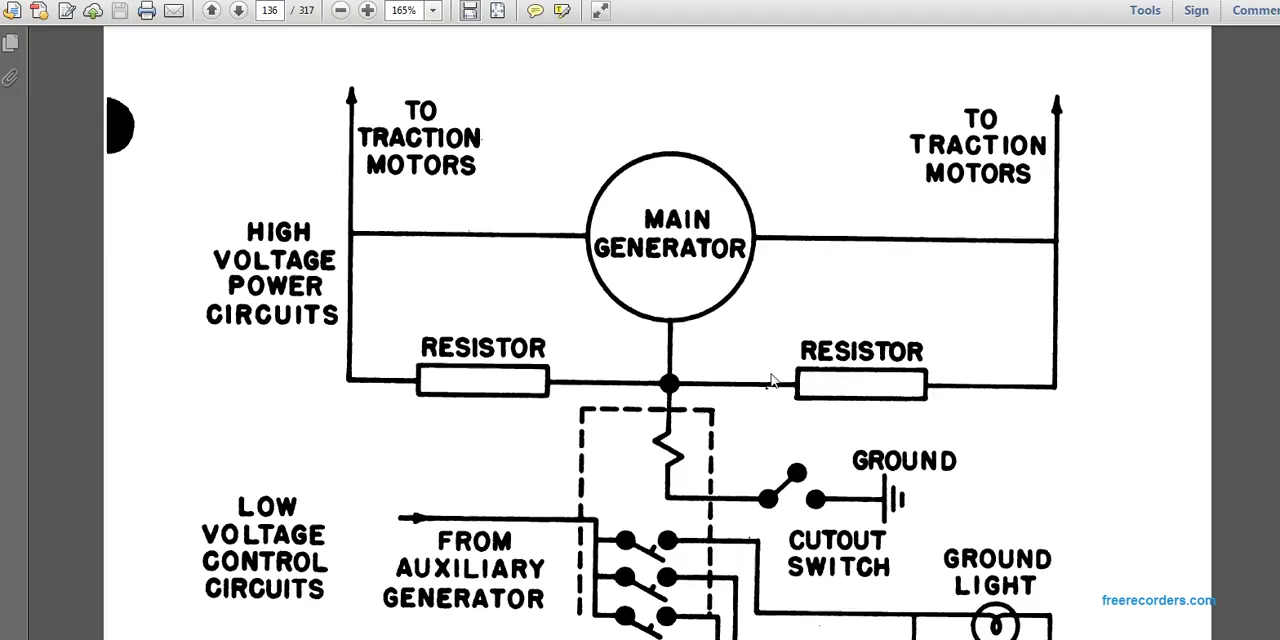 136 / 317
165%
Tools
Sign
TO
TRACTION
MOTORS
TO
TRACTION
MOTORS
MAIN
GENERATOR
HIGH
VOLTAGE
POWER
CIRCUITS
RESISTOR
RESISTOR
GROUND
LOW
VOLTAGE
CONTROL
CIRCUITS
FROM
AUXILIARY
GENERATOR
CUTOUT
SWITCH
GROUND
LIGHT
freerecorders.com